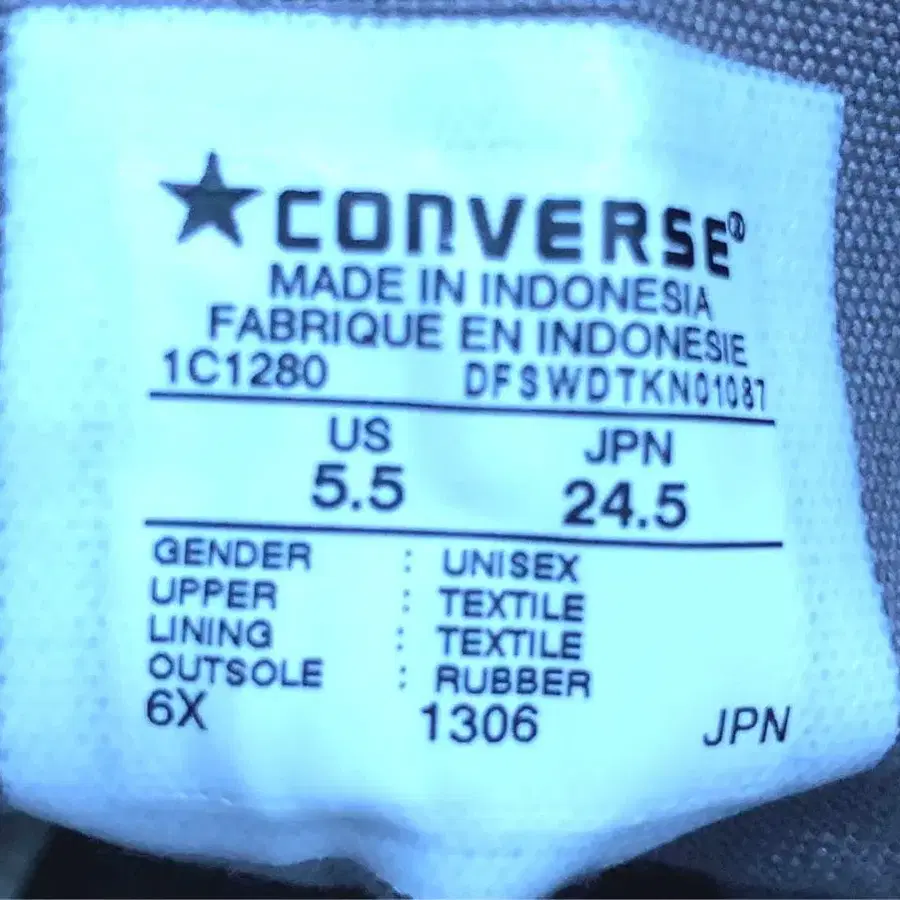 ★CONVERSE®
MADE IN INDONESIA
FABRIQUE EN INDONESIE
1C1280 DFSWDTKN01087
US JPN
5.5 24.5
GENDER : UNISEX
UPPER : TEXTILE
LINING : TEXTILE
OUTSOLE : RUBBER
6X 1306 JPN